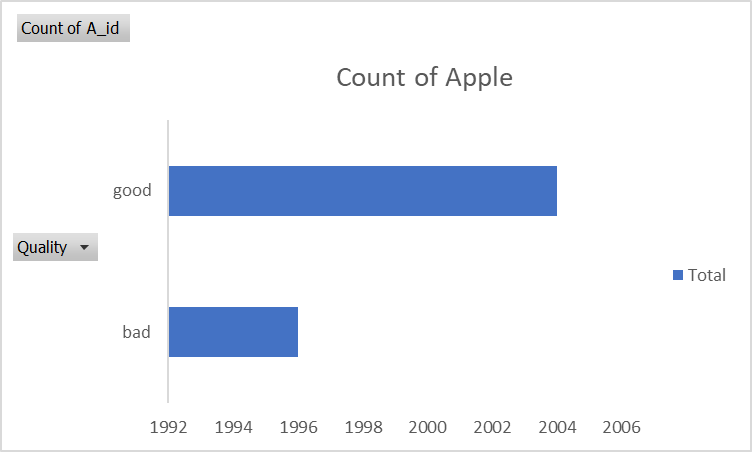 Count of A_id
Count of Apple
good
Quality
Total
bad
1992 1994 1996 1998 2000 2002 2004 2006